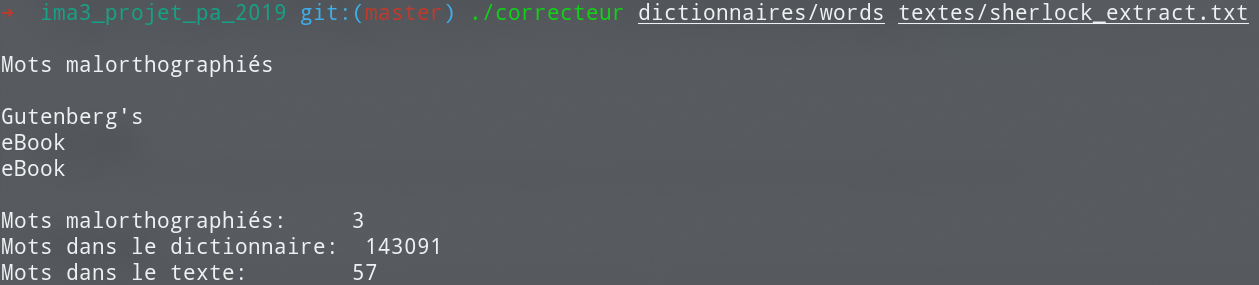 → ima3_projet_pa_2019 git:(master) ./correcteur dictionnaires/words textes/sherlock_extract.txt
Mots malorthographiés
Gutenberg's
eBook
eBook
Mots malorthographiés: 3
Mots dans le dictionnaire: 143091
Mots dans le texte: 57